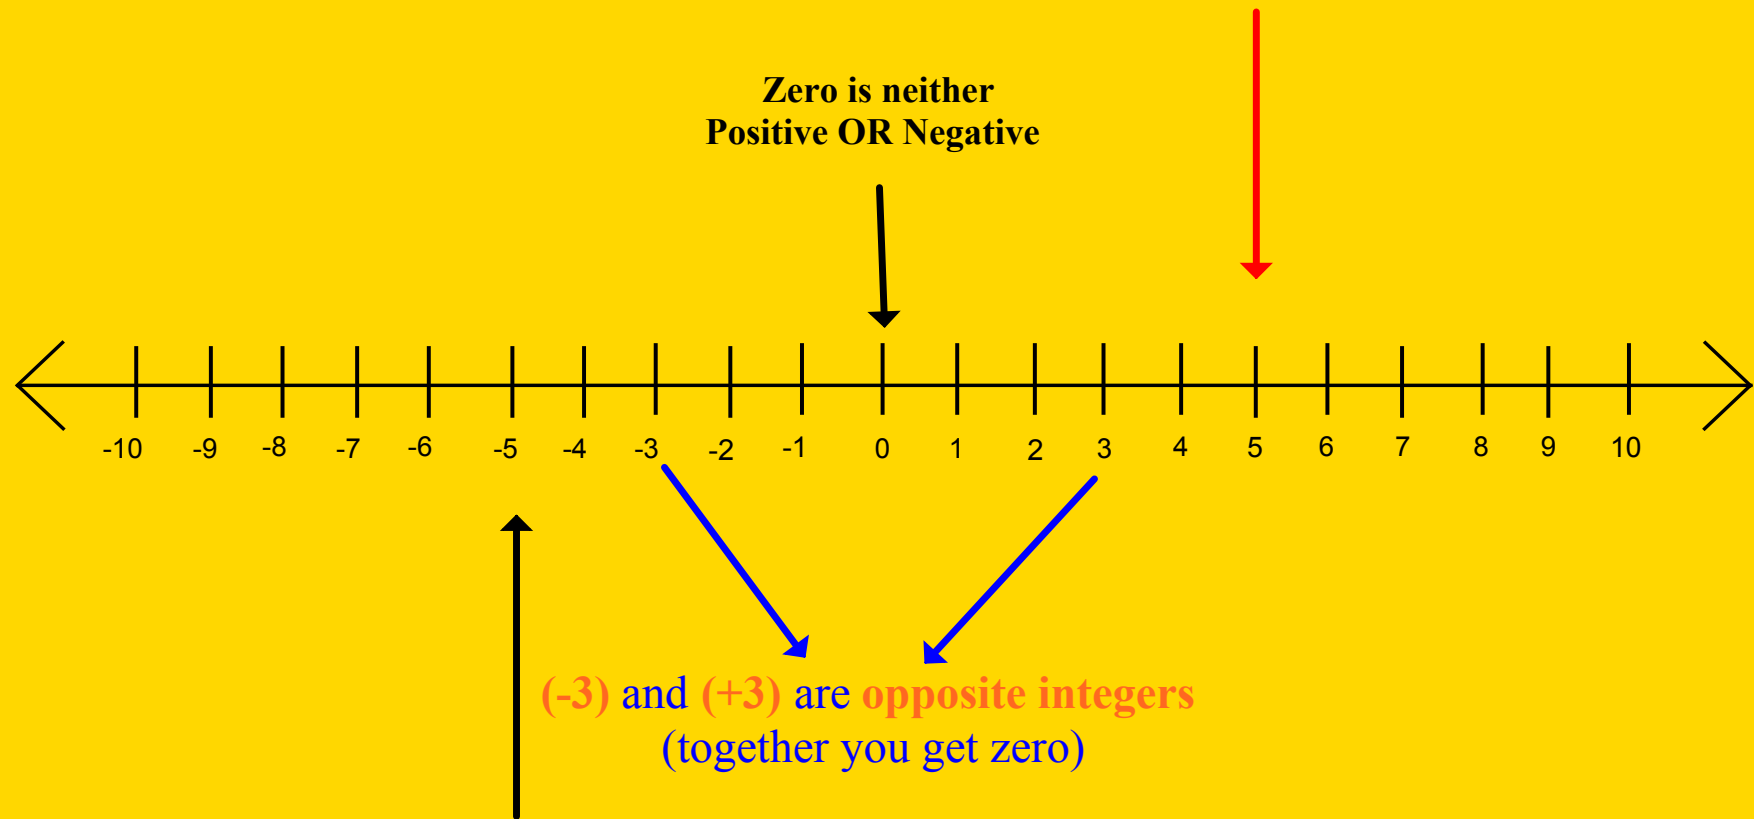 Zero is neither
Positive OR Negative
-10 -9 -8 -7 -6 -5 -4 -3 -2 -1 0 1 2 3 4 5 6 7 8 9 10
(-3) and (+3) are opposite integers
(together you get zero)